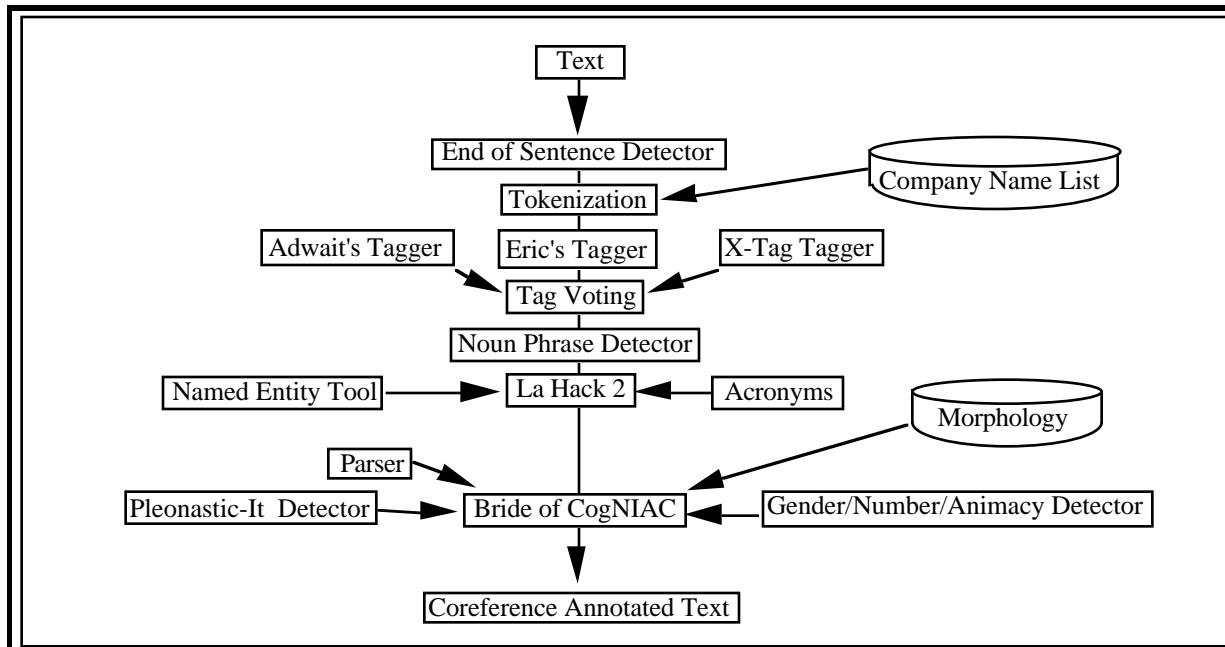 Text
End of Sentence Detector
Company Name List
Tokenization
Adwait's Tagger
Eric's Tagger
X-Tag Tagger
Tag Voting
Noun Phrase Detector
Named Entity Tool
La Hack 2
Acronyms
Morphology
Parser
Pleonastic-It Detector
Bride of CogNIAC
Gender/Number/Animacy Detector
Coreference Annotated Text